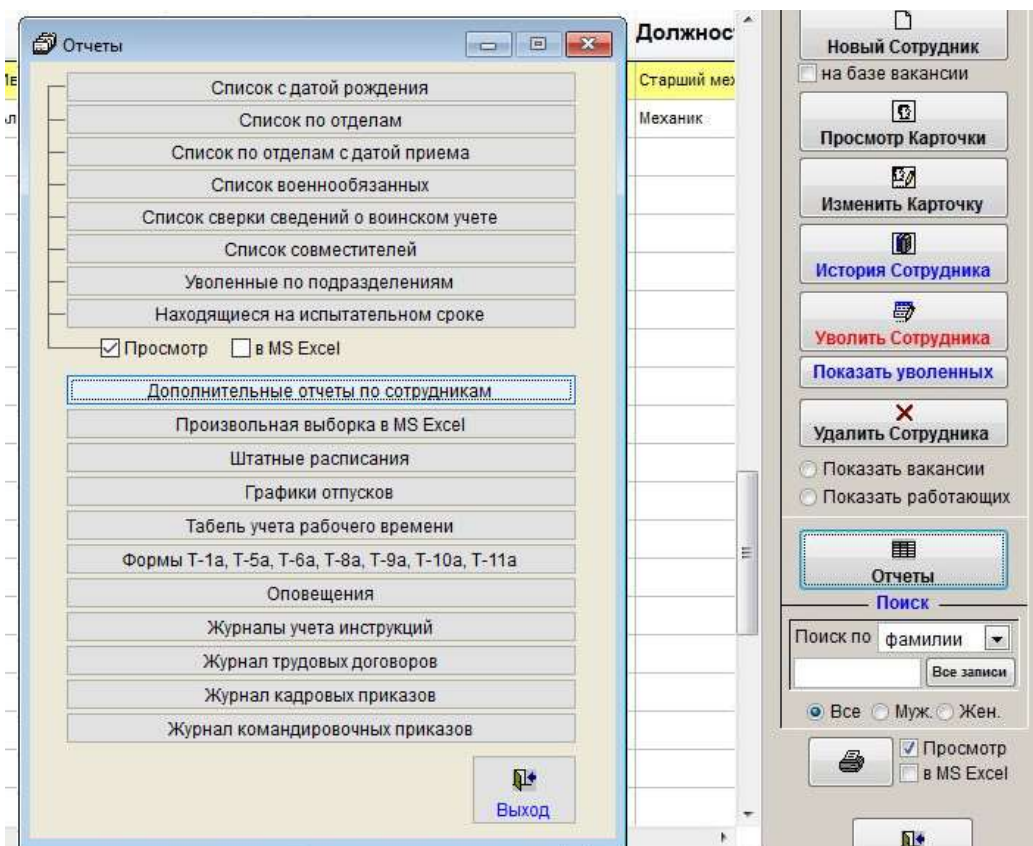 Отчеты
Список с датой рождения
Список по отделам
Список по отделам с датой приема
Список военнообязанных
Список сверки сведений о воинском учете
Список совместителей
Уволенные по подразделениям
Находящиеся на испытательном сроке
Просмотр в MS Excel
Дополнительные отчеты по сотрудникам
Произвольная выборка в MS Excel
Штатные расписания
Графики отпусков
Табель учета рабочего времени
Формы Т-1а, Т-5а, Т-6а, Т-8а, Т-9а, Т-10а, Т-11а
Оповещения
Журналы учета инструкций
Журнал трудовых договоров
Журнал кадровых приказов
Журнал командировочных приказов
Выход
Должнос
Старший мех
Механик
Новый Сотрудник
на базе вакансии
Просмотр Карточки
Изменить Карточку
История Сотрудника
Уволить Сотрудника
Показать уволенных
Удалить Сотрудника
Показать вакансии
Показать работающих
Отчеты
Поиск
Поиск по фамилии
Все записи
Все Муж. Жен.
Просмотр
в MS Excel